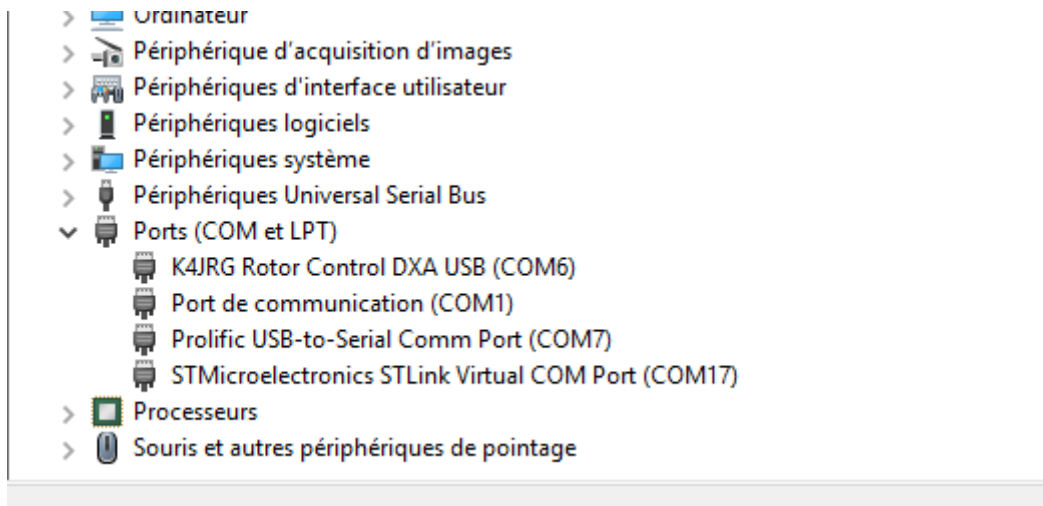 Ordinateur
Périphérique d'acquisition d'images
Périphériques d'interface utilisateur
Périphériques logiciels
Périphériques système
Périphériques Universal Serial Bus
Ports (COM et LPT)
K4JRG Rotor Control DXA USB (COM6)
Port de communication (COM1)
Prolific USB-to-Serial Comm Port (COM7)
STMicroelectronics STLink Virtual COM Port (COM17)
Processeurs
Souris et autres périphériques de pointage